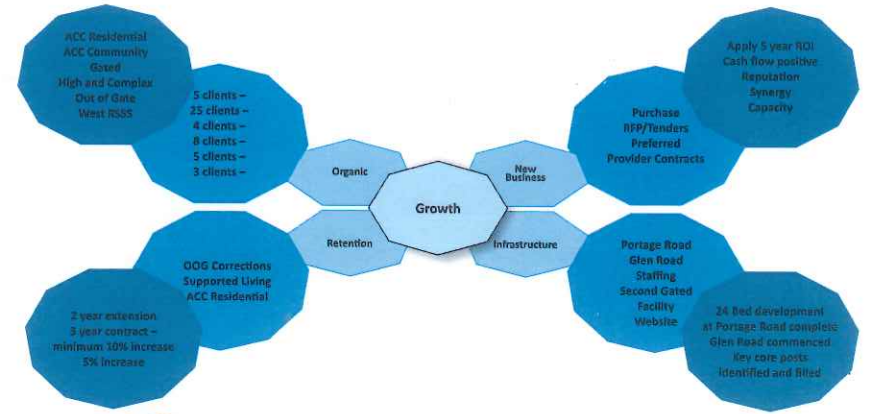 ACC Residential
ACC Community
Gated
High and Complex
Out of Gate
West RSSS
5 clients –
25 clients –
4 clients –
8 clients –
5 clients –
3 clients –
Organic
New
Business
Purchase
RFP/Tenders
Preferred
Provider Contracts
Apply 5 year ROI
Cash flow positive
Reputation
Synergy
Capacity
Growth
Retention
Infrastructure
OOG Corrections
Supported Living
ACC Residential
2 year extension
3 year contract –
minimum 10% increase
5% increase
Portage Road
Glen Road
Staffing
Second Gated
Facility
Website
24 Bed development
at Portage Road complete
Glen Road commenced
Key core posts
identified and filled